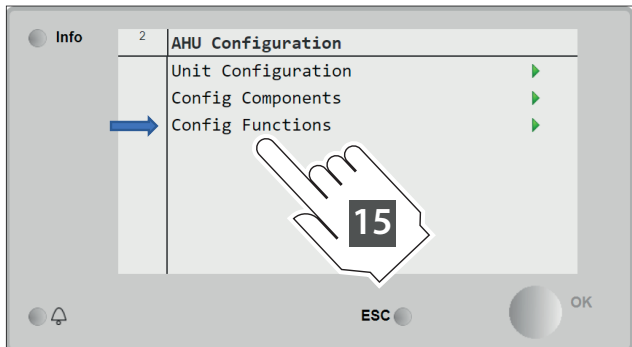 Info
2
AHU Configuration
Unit Configuration
Config Components
Config Functions
15
ESC
OK